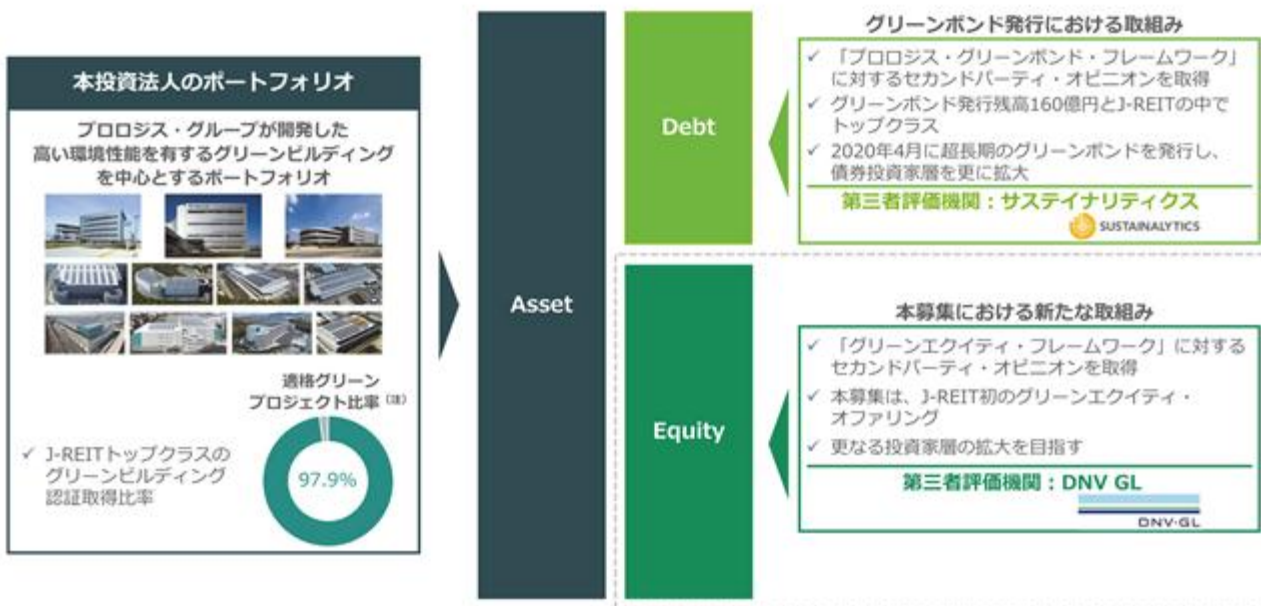 本投資法人のポートフォリオ
プロロジス・グループが開発した
高い環境性能を有するグリーンビルディング
を中心とするポートフォリオ
適格グリーン
プロジェクト比率（注）
✓ J-REITトップクラスの
グリーンビルディング
認証取得比率
97.9%
Asset
Debt
グリーンボンド発行における取組み
✓ 「プロロジス・グリーンボンド・フレームワーク」
に対するセカンドパーティ・オピニオンを取得
✓ グリーンボンド発行残高160億円とJ-REITの中で
トップクラス
✓ 2020年4月に超長期のグリーンボンドを発行し、
債券投資家層を更に拡大
第三者評価機関：サステイナリティクス
SUSTAINALYTICS
Equity
本募集における新たな取組み
✓ 「グリーンエクイティ・フレームワーク」に対する
セカンドパーティ・オピニオンを取得
✓ 本募集は、J-REIT初のグリーンエクイティ・
オファリング
✓ 更なる投資家層の拡大を目指す
第三者評価機関：DNV GL
DNV·GL